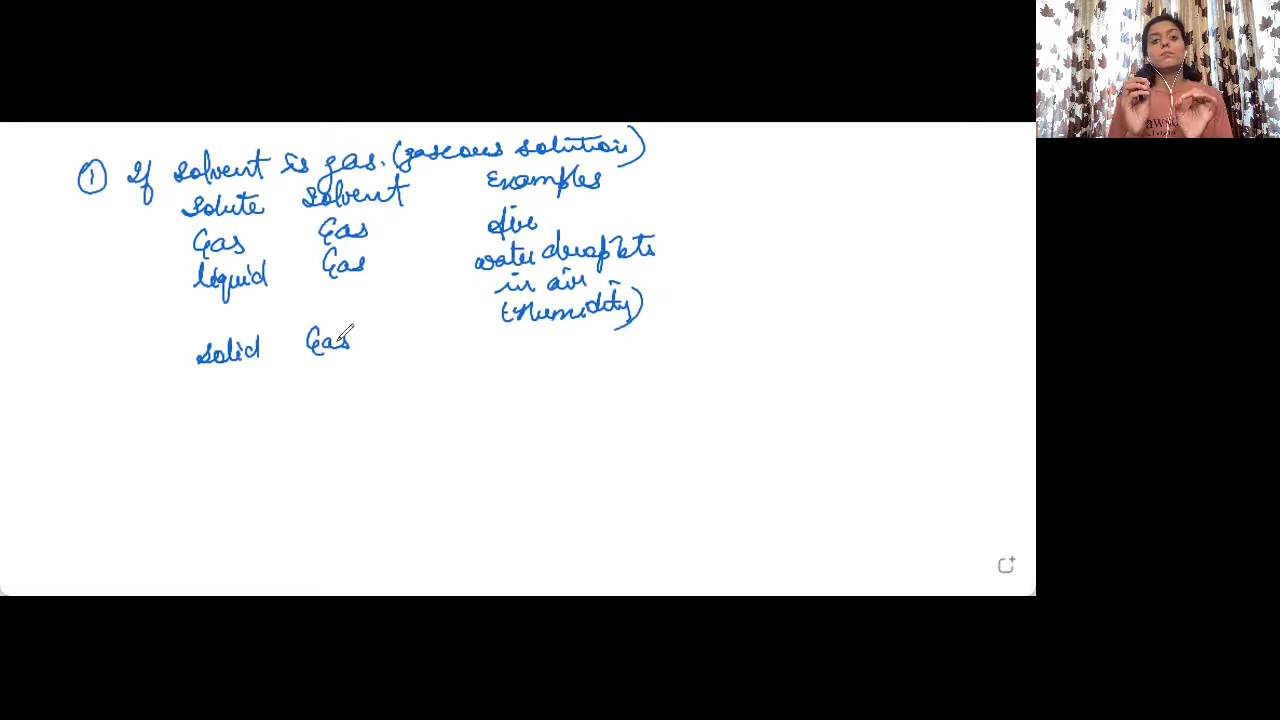 ① If solvent is gas. (gaseous solution)
Solute Solvent Examples
Gas Gas Air
liquid Gas water droplets
in air
(Humidity)
Solid Gas